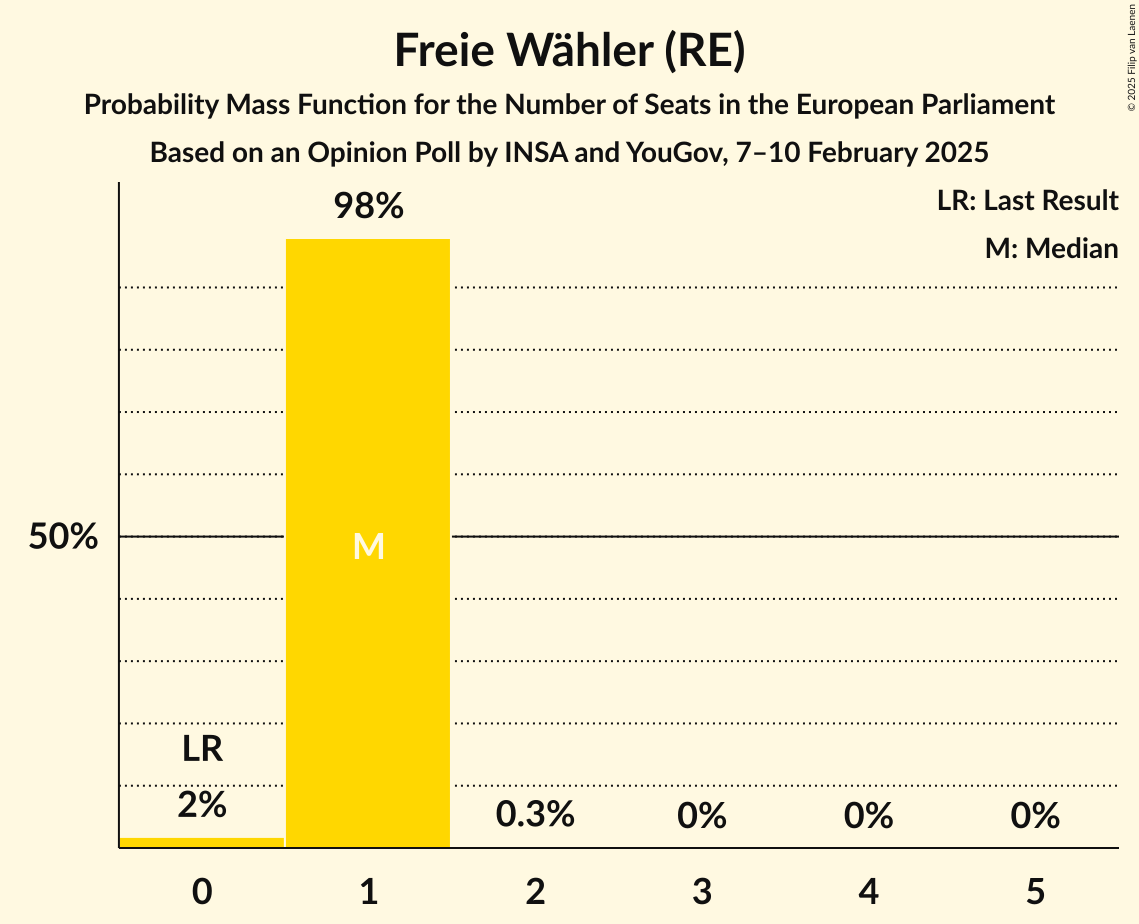 Freie Wähler (RE)
Probability Mass Function for the Number of Seats in the European Parliament
Based on an Opinion Poll by INSA and YouGov, 7–10 February 2025
© 2025 Filip van Laenen
LR: Last Result
M: Median
98%
50%
M
LR
2%
0.3%
0%
0%
0%
0
1
2
3
4
5